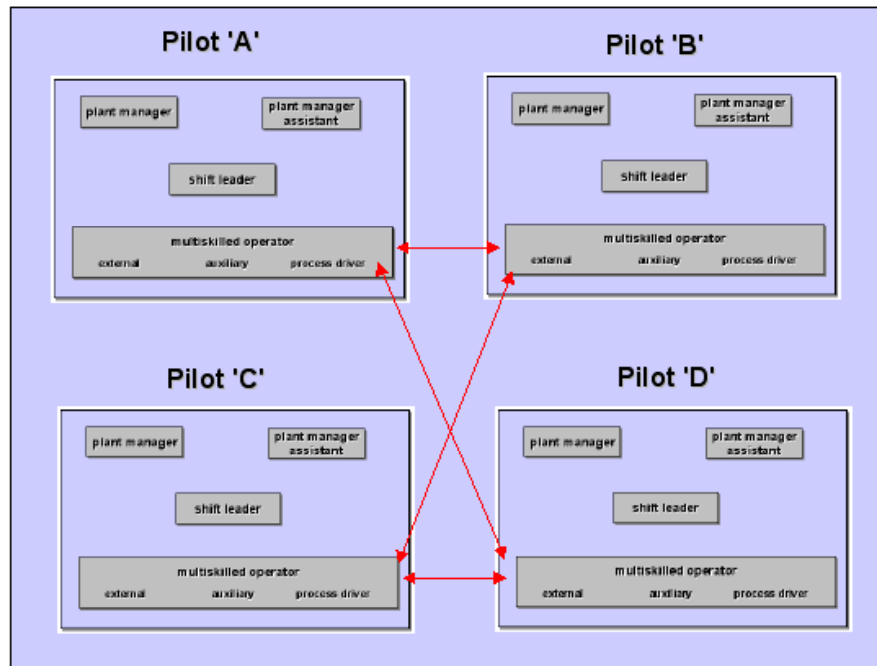 Pilot 'A'
plant manager
plant manager
assistant
shift leader
multiskilled operator
external auxiliary process driver
Pilot 'B'
plant manager
plant manager
assistant
shift leader
multiskilled operator
external auxiliary process driver
Pilot 'C'
plant manager
plant manager
assistant
shift leader
multiskilled operator
external auxiliary process driver
Pilot 'D'
plant manager
plant manager
assistant
shift leader
multiskilled operator
external auxiliary process driver